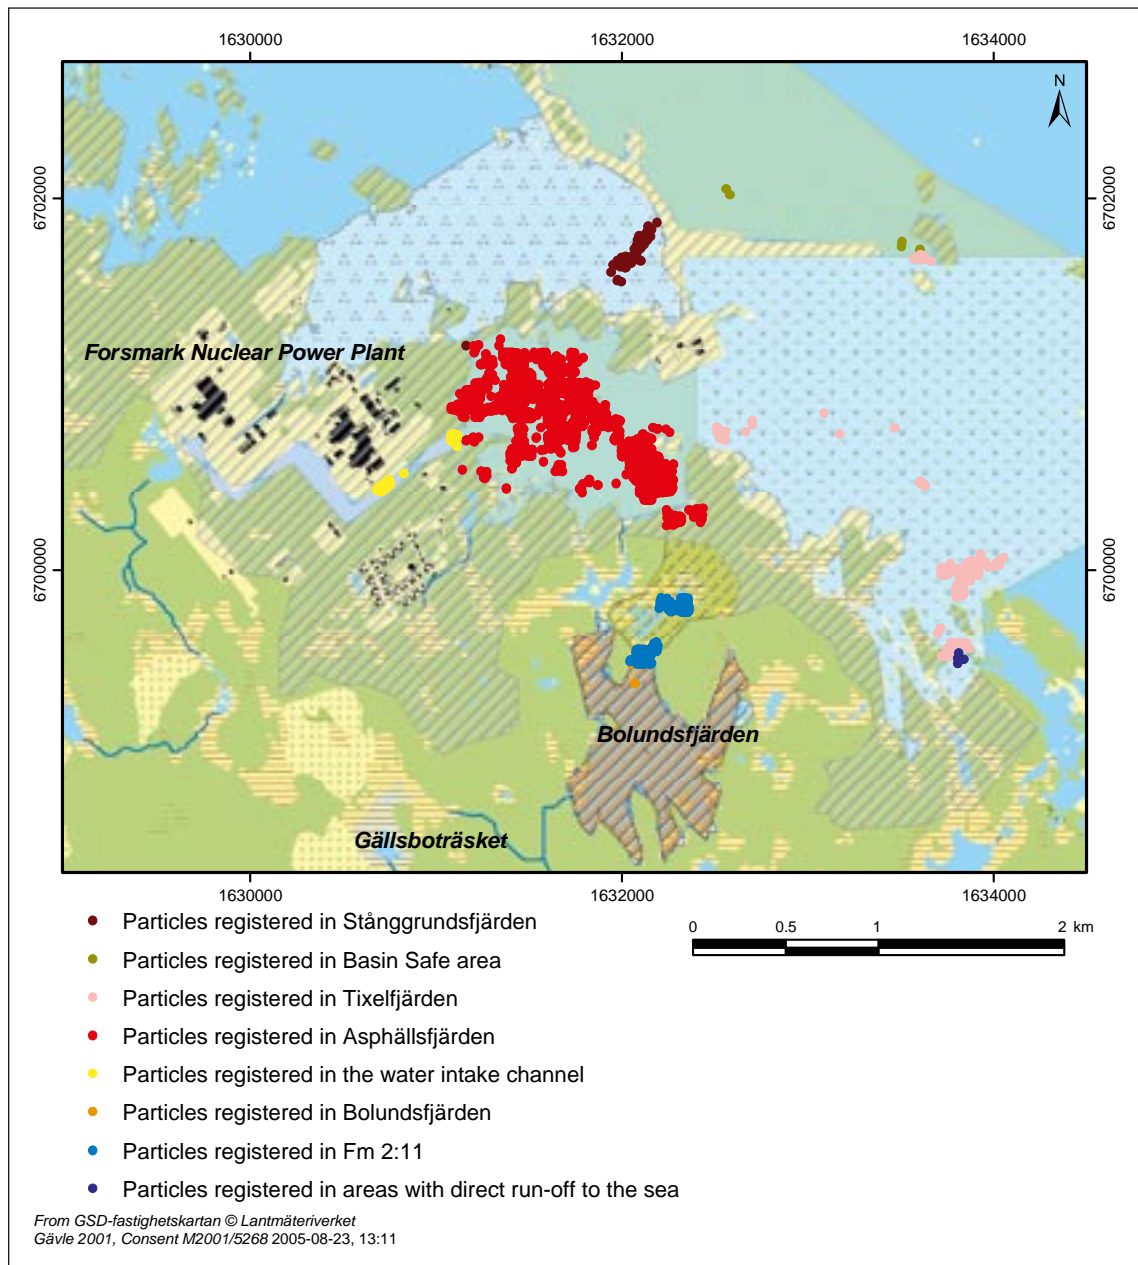 1630000 1632000 1634000
N
6702000 6702000
Forsmark Nuclear Power Plant
6700000 6700000
Bolundsfjärden
Gällsboträsket
1630000 1632000 1634000
Particles registered in Stånggrundsfjärden
0 0.5 1 2 km
Particles registered in Basin Safe area
Particles registered in Tixelfjärden
Particles registered in Asphällsfjärden
Particles registered in the water intake channel
Particles registered in Bolundsfjärden
Particles registered in Fm 2:11
Particles registered in areas with direct run-off to the sea
From GSD-fastighetskartan © Lantmäteriverket
Gävle 2001, Consent M2001/5268 2005-08-23, 13:11